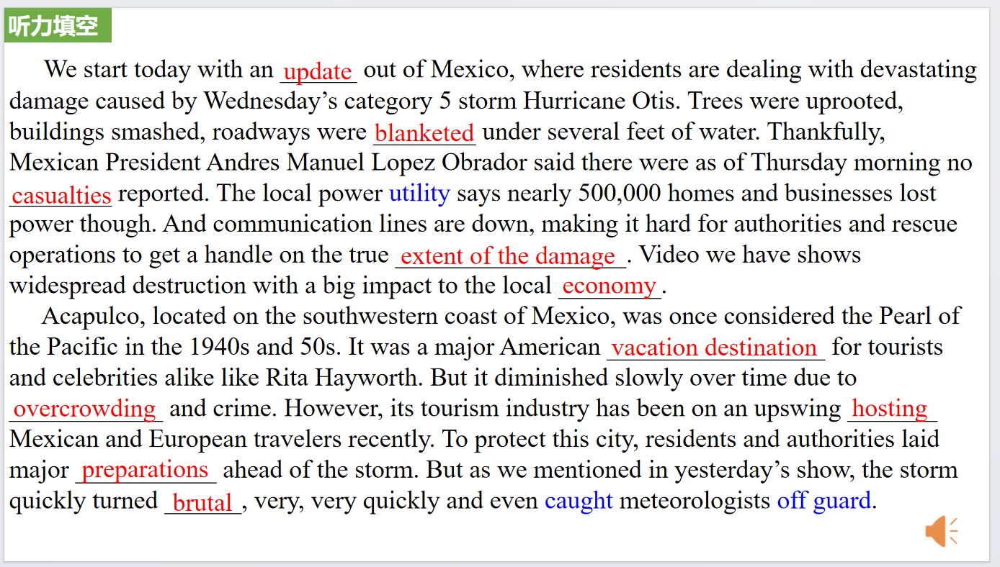 听力填空
We start today with an update out of Mexico, where residents are dealing with devastating
damage caused by Wednesday’s category 5 storm Hurricane Otis. Trees were uprooted,
buildings smashed, roadways were blanketed under several feet of water. Thankfully,
Mexican President Andres Manuel Lopez Obrador said there were as of Thursday morning no
casualties reported. The local power utility says nearly 500,000 homes and businesses lost
power though. And communication lines are down, making it hard for authorities and rescue
operations to get a handle on the true extent of the damage. Video we have shows
widespread destruction with a big impact to the local economy.
Acapulco, located on the southwestern coast of Mexico, was once considered the Pearl of
the Pacific in the 1940s and 50s. It was a major American vacation destination for tourists
and celebrities alike like Rita Hayworth. But it diminished slowly over time due to
overcrowding and crime. However, its tourism industry has been on an upswing hosting
Mexican and European travelers recently. To protect this city, residents and authorities laid
major preparations ahead of the storm. But as we mentioned in yesterday’s show, the storm
quickly turned brutal, very, very quickly and even caught meteorologists off guard.